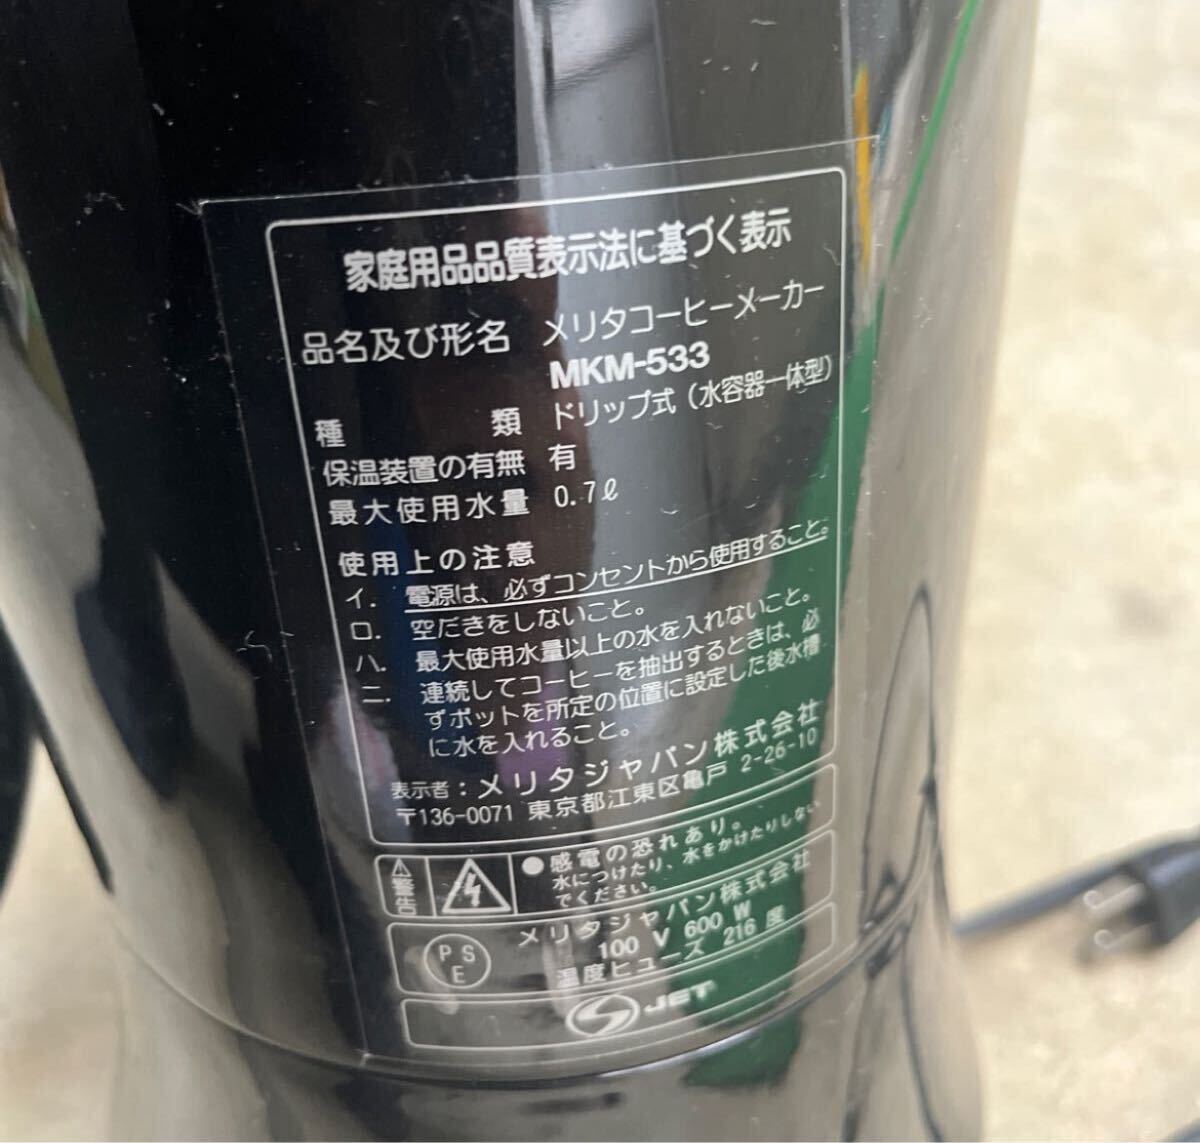 家庭用品品質表示法に基づく表示
品名及び形名 メリタコーヒーメーカー
MKM-533
種類 ドリップ式（水容器一体型）
保温装置の有無 有
最大使用水量 0.7ℓ
使用上の注意
イ. 電源は、必ずコンセントから使用すること。
ロ. 空だきをしないこと。
ハ. 最大使用水量以上の水を入れないこと。
ニ. 連続してコーヒーを抽出するときは、必
ずポットを所定の位置に設定した後水槽
に水を入れること。
表示者：メリタジャパン株式会社
〒136-0071 東京都江東区亀戸 2-26-10
⚠警告
●感電の恐れあり。
水につけたり、水をかけたりしない
でください。
メリタジャパン株式会社
PSE
100 V 600 W
温度ヒューズ 216 度
JET